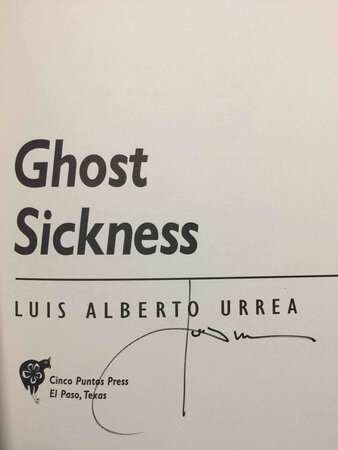 Ghost
Sickness
LUIS ALBERTO URREA
Cinco Puntos Press
El Paso, Texas